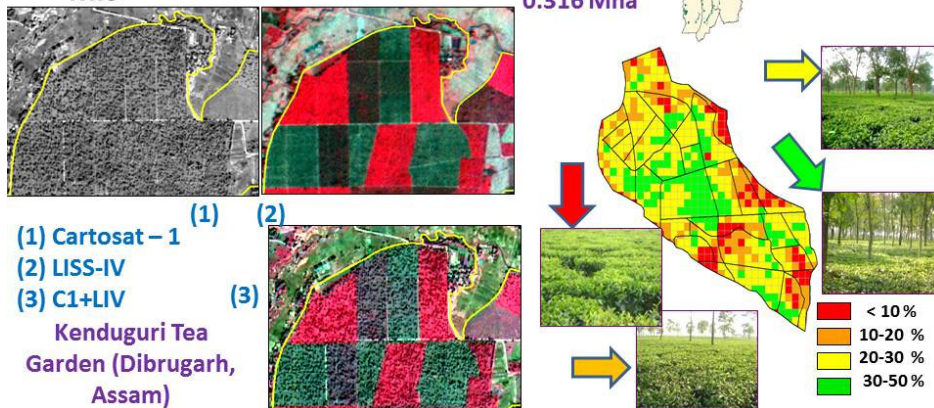 0.316 Mha
(1)
(2)
(1) Cartosat – 1
(2) LISS-IV
(3) C1+LIV
(3)
Kenduguri Tea
Garden (Dibrugarh,
Assam)
< 10 %
10-20 %
20-30 %
30-50 %